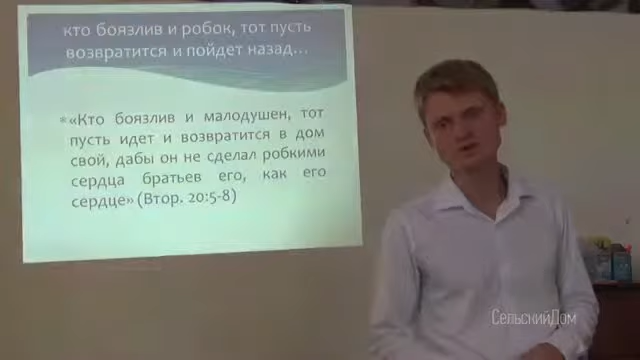 кто боязлив и робок, тот пусть
возвратится и пойдет назад...
*«Кто боязлив и малодушен, тот
пусть идет и возвратится в дом
свой, дабы он не сделал робкими
сердца братьев его, как его
сердце» (Втор. 20:5-8)
СельскийДом